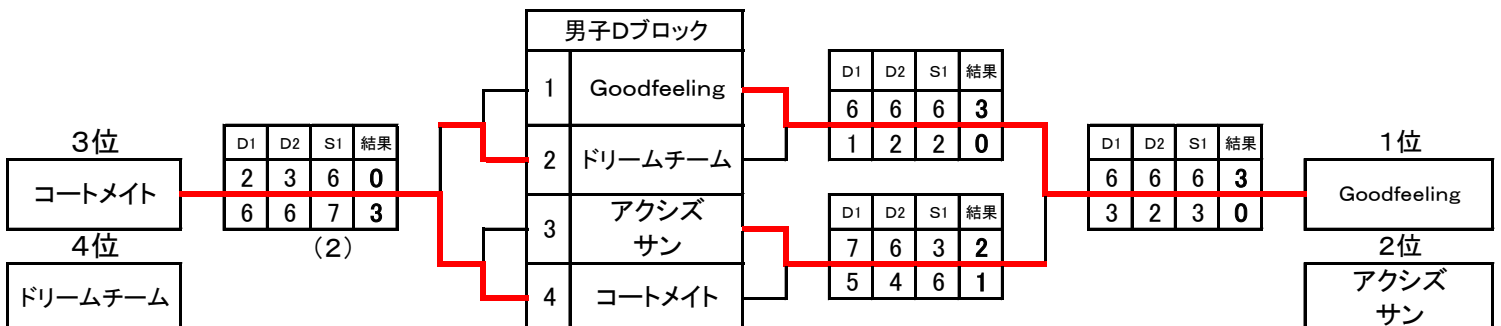 男子Dブロック
1 Goodfeeling
2 ドリームチーム
3 アクシズ
サン
4 コートメイト
3位
コートメイト
4位
ドリームチーム
D1 D2 S1 結果
2 3 6 0
6 6 7 3
(2)
D1 D2 S1 結果
6 6 6 3
1 2 2 0
D1 D2 S1 結果
7 6 3 2
5 4 6 1
D1 D2 S1 結果
6 6 6 3
3 2 3 0
1位
Goodfeeling
2位
アクシズ
サン